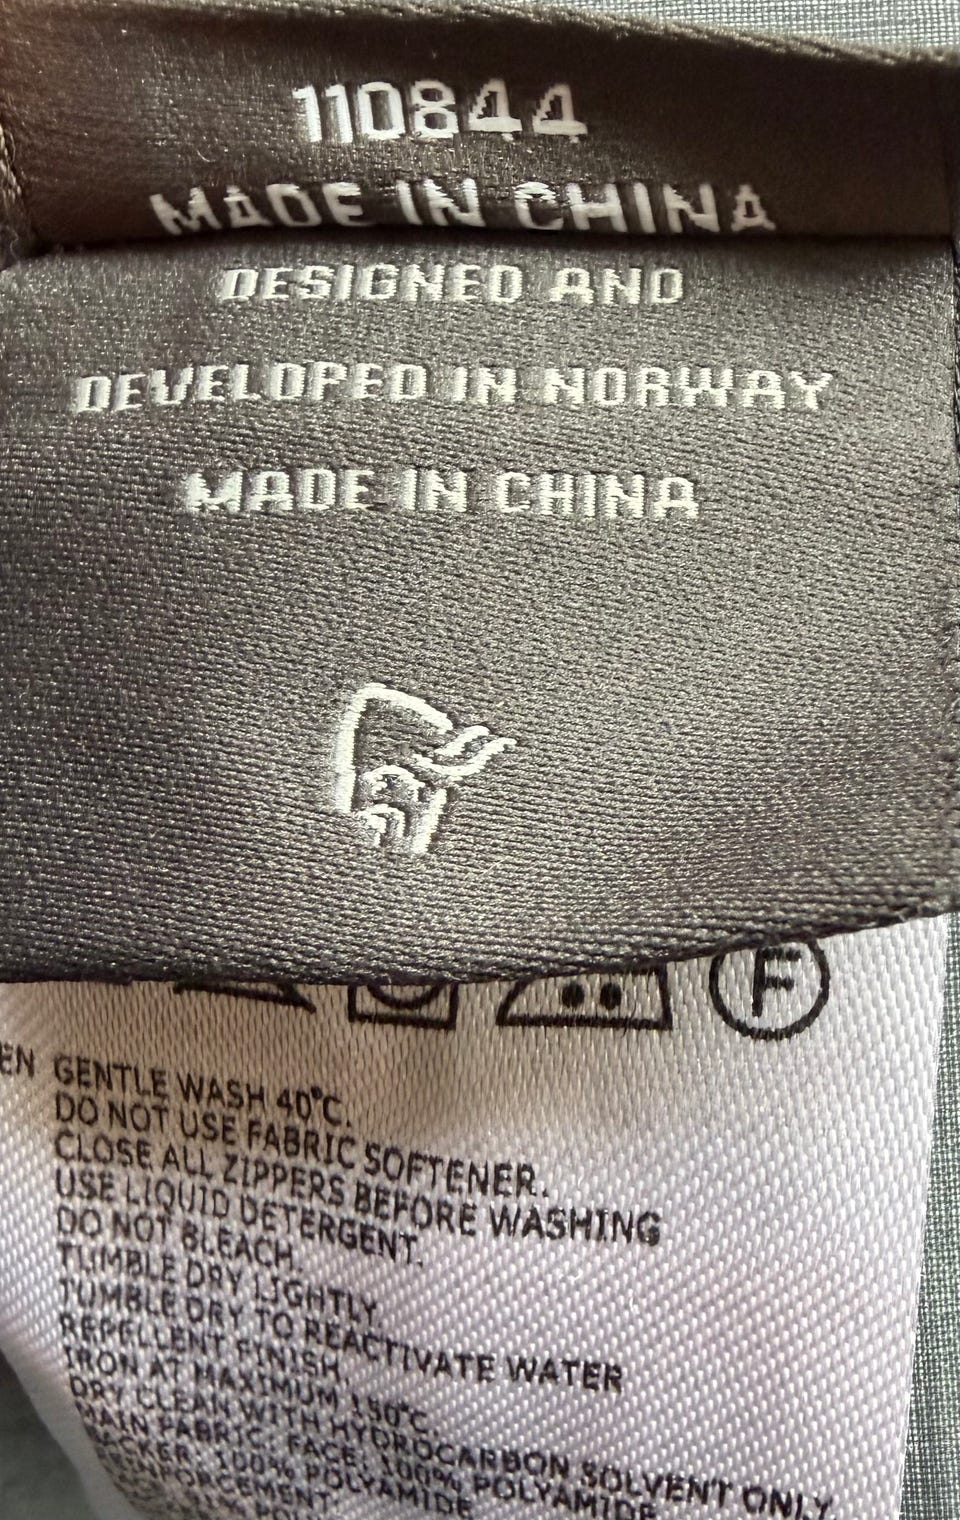 110844
MADE IN CHINA
DESIGNED AND
DEVELOPED IN NORWAY
MADE IN CHINA
F
EN GENTLE WASH 40°C.
DO NOT USE FABRIC SOFTENER.
CLOSE ALL ZIPPERS BEFORE WASHING
USE LIQUID DETERGENT.
DO NOT BLEACH.
TUMBLE DRY LIGHTLY
TUMBLE DRY TO REACTIVATE WATER
REPELLENT FINISH
IRON AT MAXIMUM 150°C.
DRY CLEAN WITH HYDROCARBON SOLVENT ONLY.
MAIN FABRIC: FACE: 100% POLYAMIDE
BACKER: 100% POLYAMIDE
REINFORCEMENT: